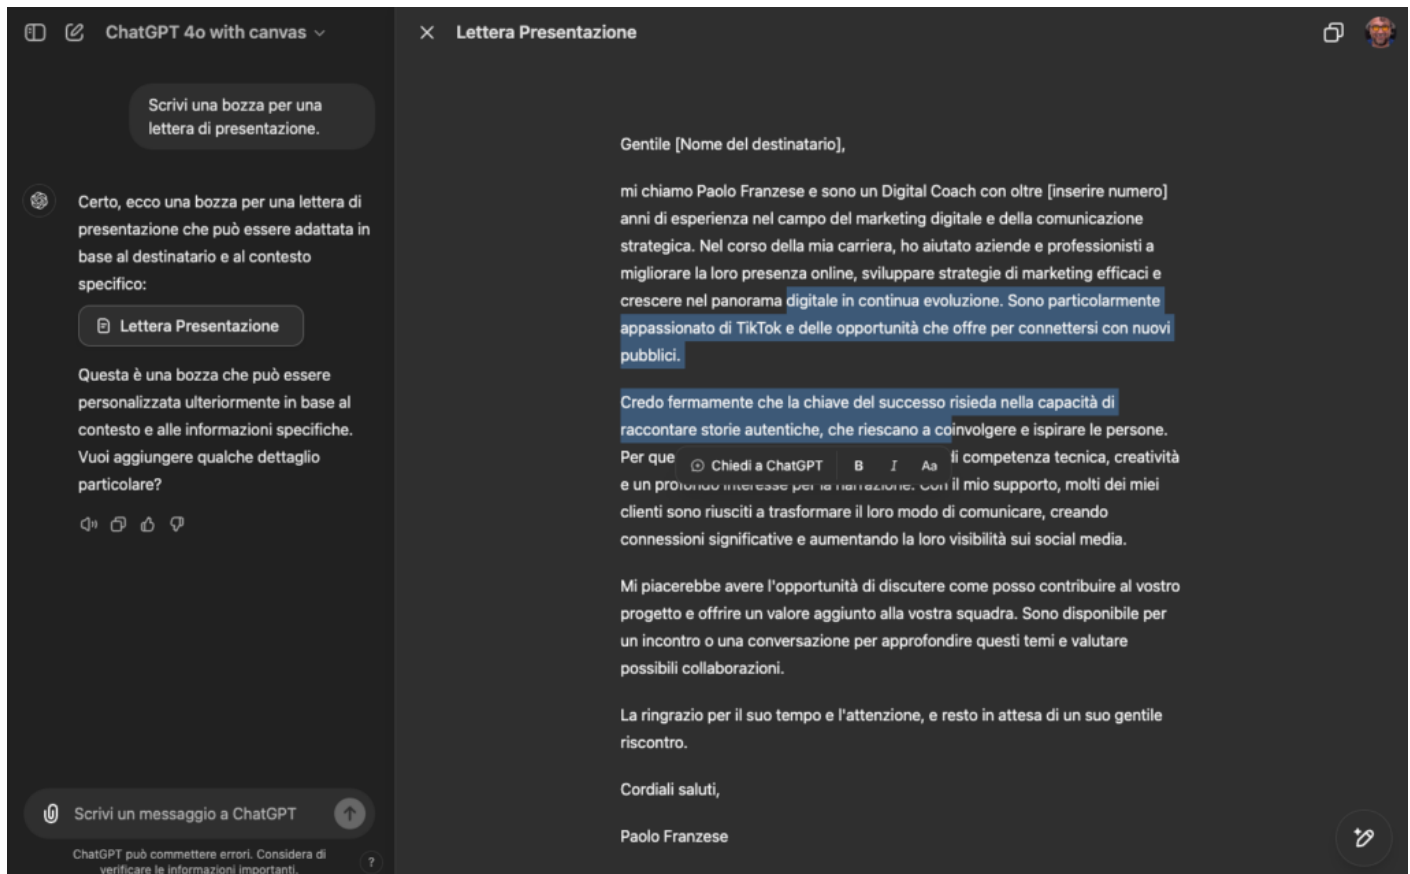 ChatGPT 4o with canvas
Scrivi una bozza per una
lettera di presentazione.
Certo, ecco una bozza per una lettera di
presentazione che può essere adattata in
base al destinatario e al contesto
specifico:
Lettera Presentazione
Questa è una bozza che può essere
personalizzata ulteriormente in base al
contesto e alle informazioni specifiche.
Vuoi aggiungere qualche dettaglio
particolare?
Scrivi un messaggio a ChatGPT
ChatGPT può commettere errori. Considera di
verificare le informazioni importanti.
?
Lettera Presentazione
Gentile [Nome del destinatario],
mi chiamo Paolo Franzese e sono un Digital Coach con oltre [inserire numero]
anni di esperienza nel campo del marketing digitale e della comunicazione
strategica. Nel corso della mia carriera, ho aiutato aziende e professionisti a
migliorare la loro presenza online, sviluppare strategie di marketing efficaci e
crescere nel panorama digitale in continua evoluzione. Sono particolarmente
appassionato di TikTok e delle opportunità che offre per connettersi con nuovi
pubblici.
Credo fermamente che la chiave del successo risieda nella capacità di
raccontare storie autentiche, che riescano a coinvolgere e ispirare le persone.
Per que di competenza tecnica, creatività
Chiedi a ChatGPT B I Aa
e un profondo interesse per la narrazione. Con il mio supporto, molti dei miei
clienti sono riusciti a trasformare il loro modo di comunicare, creando
connessioni significative e aumentando la loro visibilità sui social media.
Mi piacerebbe avere l'opportunità di discutere come posso contribuire al vostro
progetto e offrire un valore aggiunto alla vostra squadra. Sono disponibile per
un incontro o una conversazione per approfondire questi temi e valutare
possibili collaborazioni.
La ringrazio per il suo tempo e l'attenzione, e resto in attesa di un suo gentile
riscontro.
Cordiali saluti,
Paolo Franzese